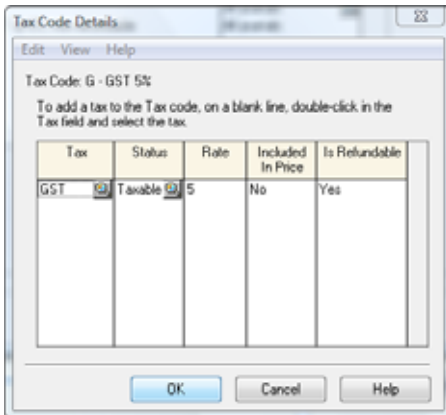 Tax Code Details
Edit View Help
Tax Code: G - GST 5%
To add a tax to the Tax code, on a blank line, double-click in the
Tax field and select the tax.
Tax Status Rate Included In Price Is Refundable
GST Taxable 5 No Yes
OK Cancel Help